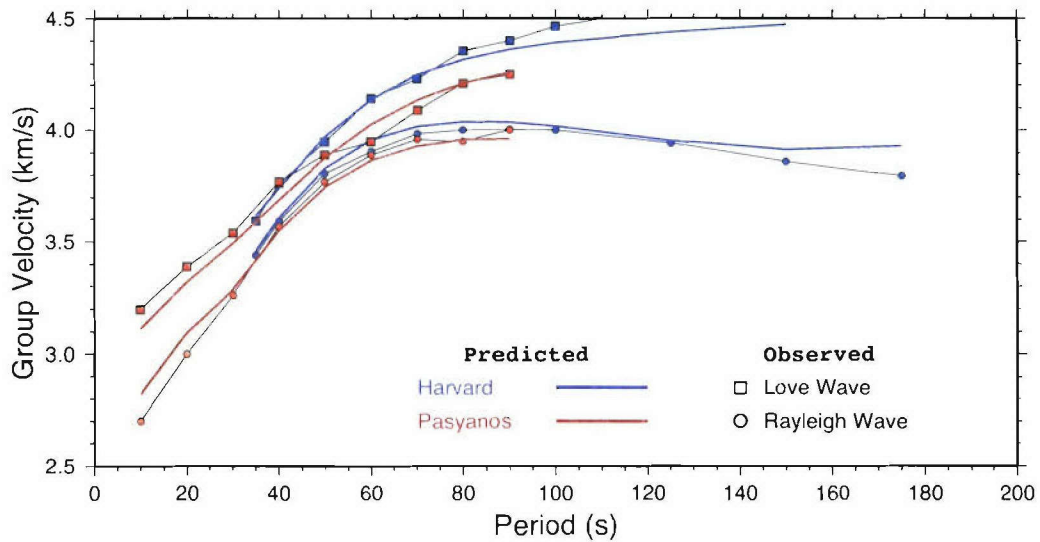 4.5
4.0
3.5
3.0
2.5
Group Velocity (km/s)
Predicted Observed
Harvard Love Wave
Pasyanos Rayleigh Wave
0 20 40 60 80 100 120 140 160 180 200
Period (s)